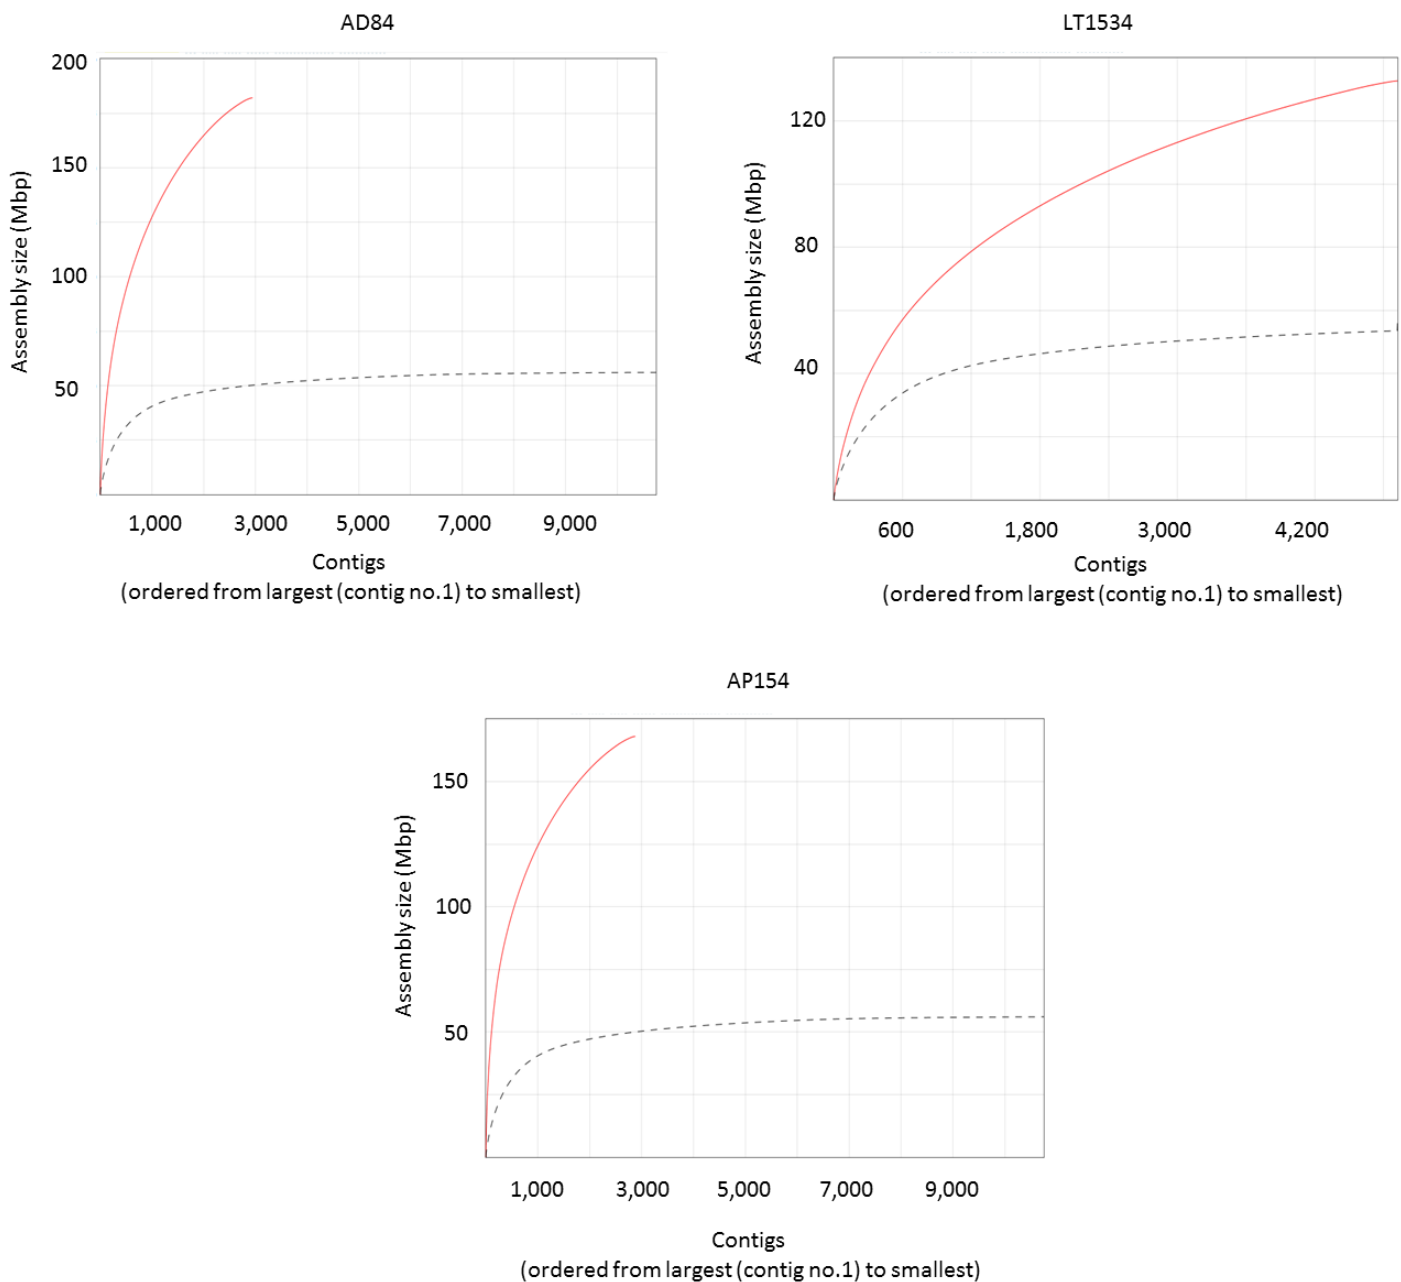 AD84
200
150
100
50
Assembly size (Mbp)
1,000 3,000 5,000 7,000 9,000
Contigs
(ordered from largest (contig no.1) to smallest)
LT1534
120
80
40
Assembly size (Mbp)
600 1,800 3,000 4,200
Contigs
(ordered from largest (contig no.1) to smallest)
AP154
150
100
50
Assembly size (Mbp)
1,000 3,000 5,000 7,000 9,000
Contigs
(ordered from largest (contig no.1) to smallest)